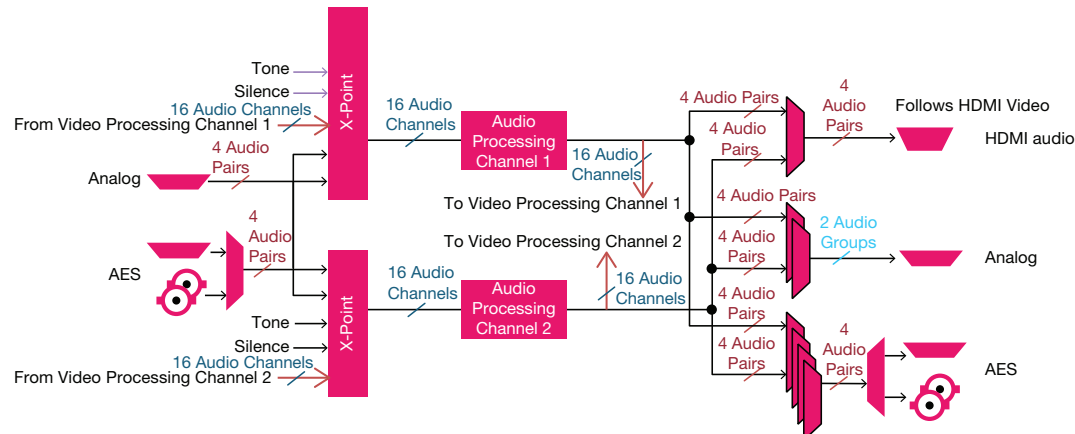 Tone
Silence
16 Audio Channels
From Video Processing Channel 1
4 Audio
Pairs
Analog
X-Point
16 Audio
Channels
Audio
Processing
Channel 1
16 Audio
Channels
To Video Processing Channel 1
4 Audio Pairs
4 Audio
Pairs
4
Audio
Pairs
Follows HDMI Video
HDMI audio
4
Audio
Pairs
AES
Tone
Silence
16 Audio Channels
From Video Processing Channel 2
X-Point
16 Audio
Channels
Audio
Processing
Channel 2
To Video Processing Channel 2
16 Audio
Channels
4 Audio Pairs
4 Audio
Pairs
2 Audio
Groups
Analog
4 Audio
Pairs
4 Audio
Pairs
4
Audio
Pairs
AES